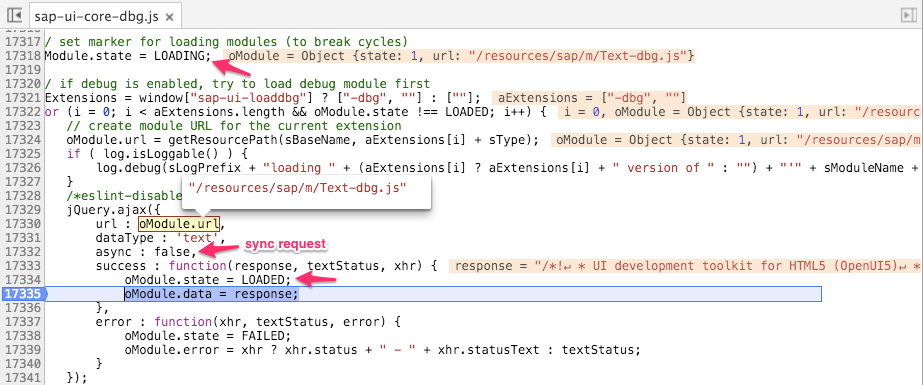 sap-ui-core-dbg.js ×
17316
17317 / set marker for loading modules (to break cycles)
17318 Module.state = LOADING; oModule = Object {state: 1, url: "/resources/sap/m/Text-dbg.js"}
17319
17320 / if debug is enabled, try to load debug module first
17321 Extensions = window["sap-ui-loaddbg"] ? ["-dbg", ""] : [""]; aExtensions = ["-dbg", ""]
17322 or (i = 0; i < aExtensions.length && oModule.state !== LOADED; i++) { i = 0, oModule = Object {state: 1, url: "/resourc
17323 // create module URL for the current extension
17324 oModule.url = getResourcePath(sBaseName, aExtensions[i] + sType); oModule = Object {state: 1, url: "/resources/sap/m
17325 if ( log.isLoggable() ) {
17326 log.debug(sLogPrefix + "loading " + (aExtensions[i] ? aExtensions[i] + " version of " : "") + "'" + sModuleName +
17327 }
"/resources/sap/m/Text-dbg.js"
17328 /*eslint-disable
17329 jQuery.ajax({
17330 url : oModule.url,
17331 dataType : 'text',
sync request
17332 async : false,
17333 success : function(response, textStatus, xhr) { response = "/*!↵ * UI development toolkit for HTML5 (OpenUI5)↵ *
17334 oModule.state = LOADED;
17335 oModule.data = response;
17336 },
17337 error : function(xhr, textStatus, error) {
17338 oModule.state = FAILED;
17339 oModule.error = xhr ? xhr.status + " - " + xhr.statusText : textStatus;
17340 }
17341 });